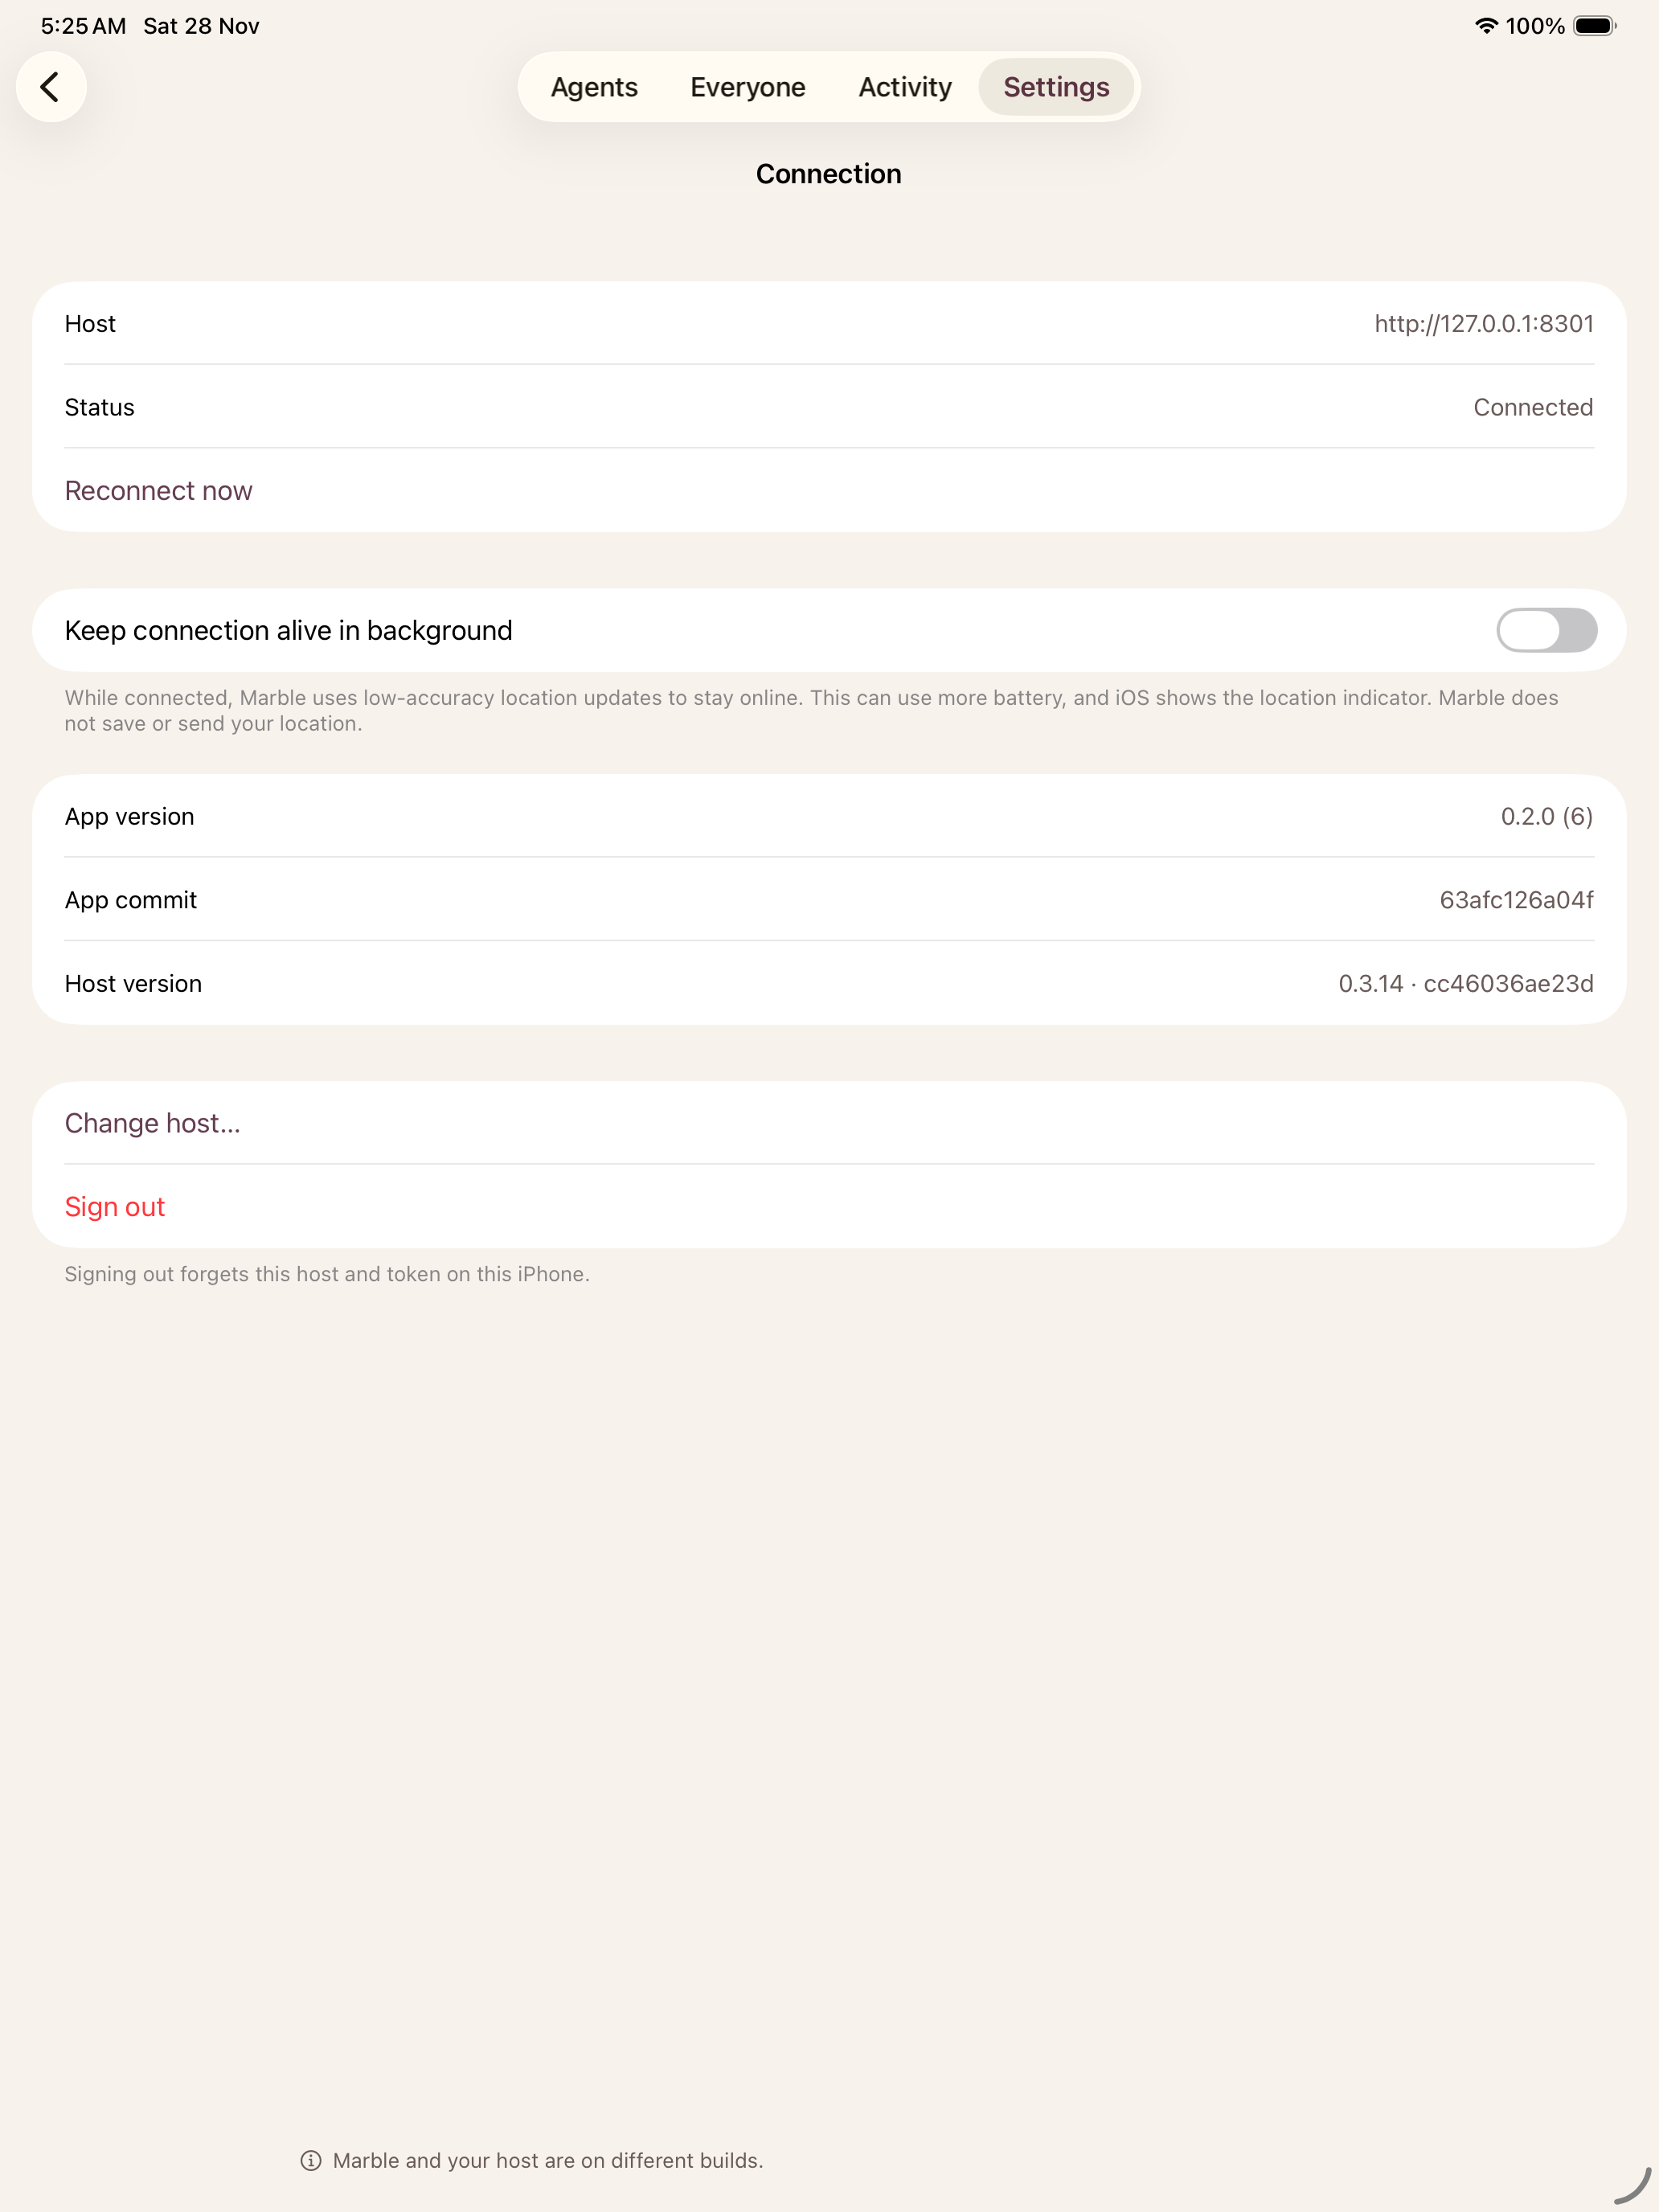 5:25 AM Sat 28 Nov
100%
Agents Everyone Activity Settings
Connection
Host http://127.0.0.1:8301
Status Connected
Reconnect now
Keep connection alive in background
While connected, Marble uses low-accuracy location updates to stay online. This can use more battery, and iOS shows the location indicator. Marble does
not save or send your location.
App version 0.2.0 (6)
App commit 63afc126a04f
Host version 0.3.14 · cc46036ae23d
Change host...
Sign out
Signing out forgets this host and token on this iPhone.
Marble and your host are on different builds.